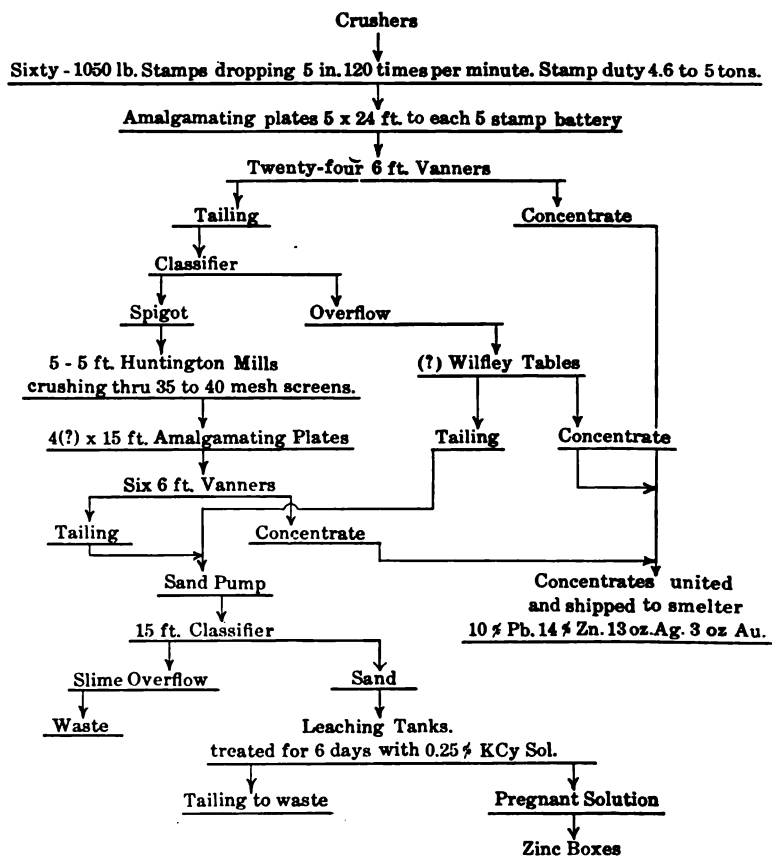 Crushers
Sixty - 1050 lb. Stamps dropping 5 in. 120 times per minute. Stamp duty 4.6 to 5 tons.
Amalgamating plates 5 x 24 ft. to each 5 stamp battery
Twenty-four 6 ft. Vanners
Tailing
Concentrate
Classifier
Spigot
Overflow
5 - 5 ft. Huntington Mills
crushing thru 35 to 40 mesh screens.
(?) Wilfley Tables
4(?) x 15 ft. Amalgamating Plates
Tailing
Concentrate
Six 6 ft. Vanners
Tailing
Concentrate
Sand Pump
Concentrates united
and shipped to smelter
10 % Pb. 14 % Zn. 13 oz. Ag. 3 oz Au.
15 ft. Classifier
Slime Overflow
Sand
Waste
Leaching Tanks.
treated for 6 days with 0.25 % KCy Sol.
Tailing to waste
Pregnant Solution
Zinc Boxes